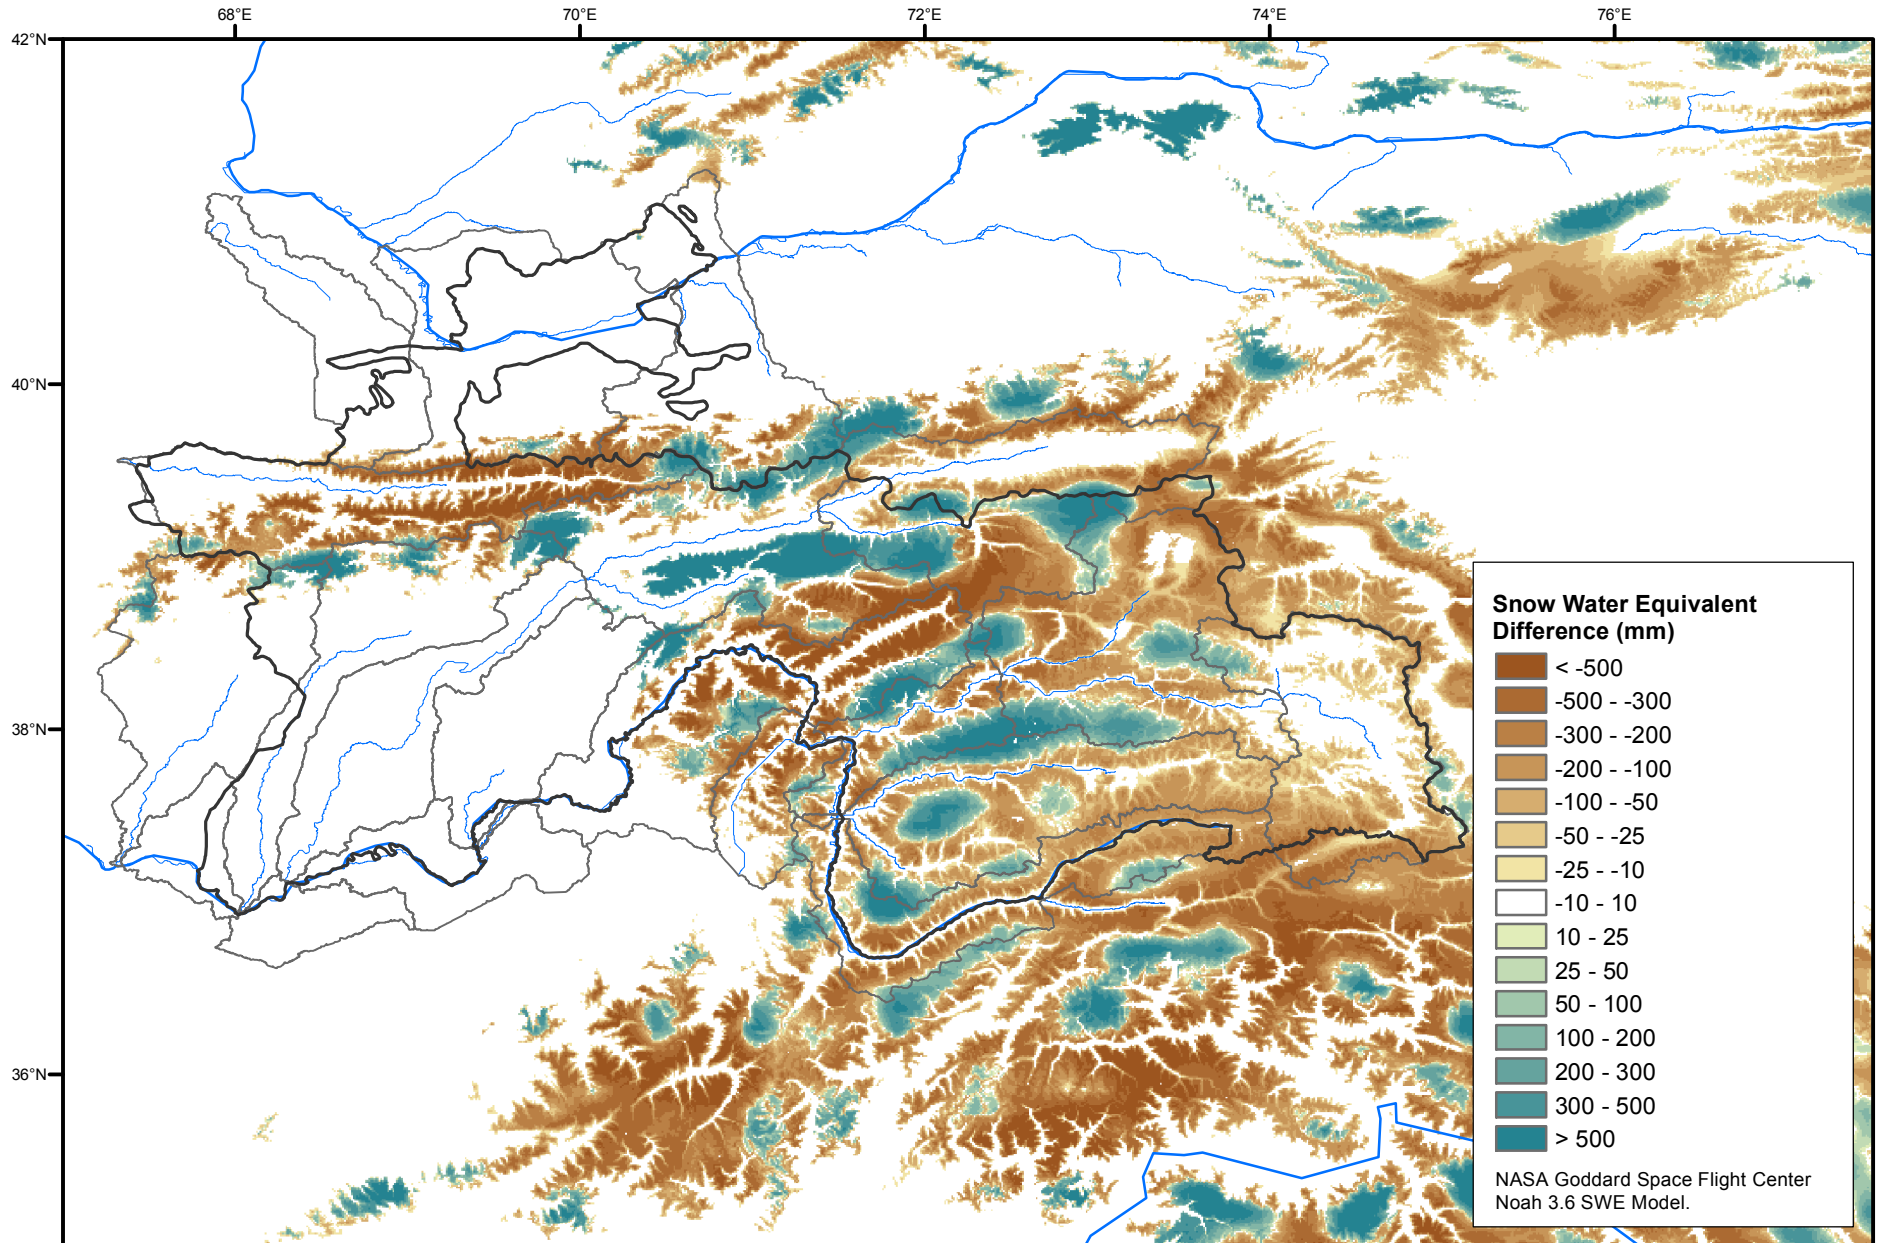 68°E 70°E 72°E 74°E 76°E
42°N
40°N
38°N
36°N
Snow Water Equivalent
Difference (mm)
< -500
-500 - -300
-300 - -200
-200 - -100
-100 - -50
-50 - -25
-25 - -10
-10 - 10
10 - 25
25 - 50
50 - 100
100 - 200
200 - 300
300 - 500
> 500
NASA Goddard Space Flight Center
Noah 3.6 SWE Model.